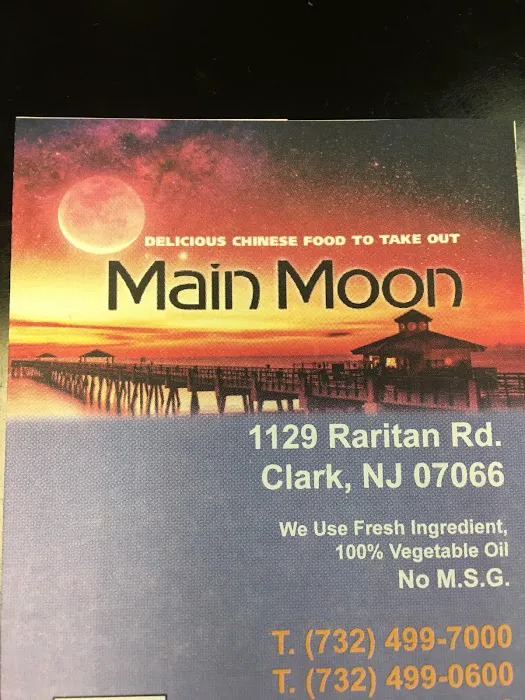 DELICIOUS CHINESE FOOD TO TAKE OUT
Main Moon
1129 Raritan Rd.
Clark, NJ 07066
We Use Fresh Ingredient,
100% Vegetable Oil
No M.S.G.
T. (732) 499-7000
T. (732) 499-0600